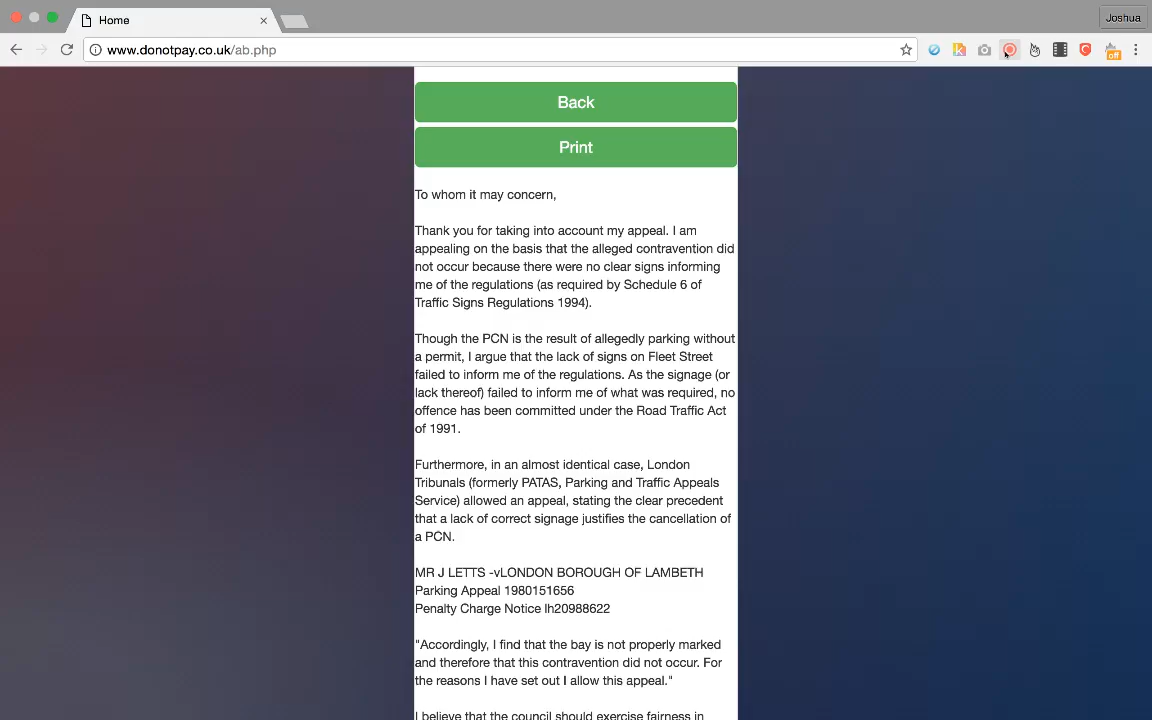 Home
Joshua
www.donotpay.co.uk/ab.php
off
Back
Print
To whom it may concern,
Thank you for taking into account my appeal. I am
appealing on the basis that the alleged contravention did
not occur because there were no clear signs informing
me of the regulations (as required by Schedule 6 of
Traffic Signs Regulations 1994).
Though the PCN is the result of allegedly parking without
a permit, I argue that the lack of signs on Fleet Street
failed to inform me of the regulations. As the signage (or
lack thereof) failed to inform me of what was required, no
offence has been committed under the Road Traffic Act
of 1991.
Furthermore, in an almost identical case, London
Tribunals (formerly PATAS, Parking and Traffic Appeals
Service) allowed an appeal, stating the clear precedent
that a lack of correct signage justifies the cancellation of
a PCN.
MR J LETTS -vLONDON BOROUGH OF LAMBETH
Parking Appeal 1980151656
Penalty Charge Notice lh20988622
"Accordingly, I find that the bay is not properly marked
and therefore that this contravention did not occur. For
the reasons I have set out I allow this appeal."
I believe that the council should exercise fairness in